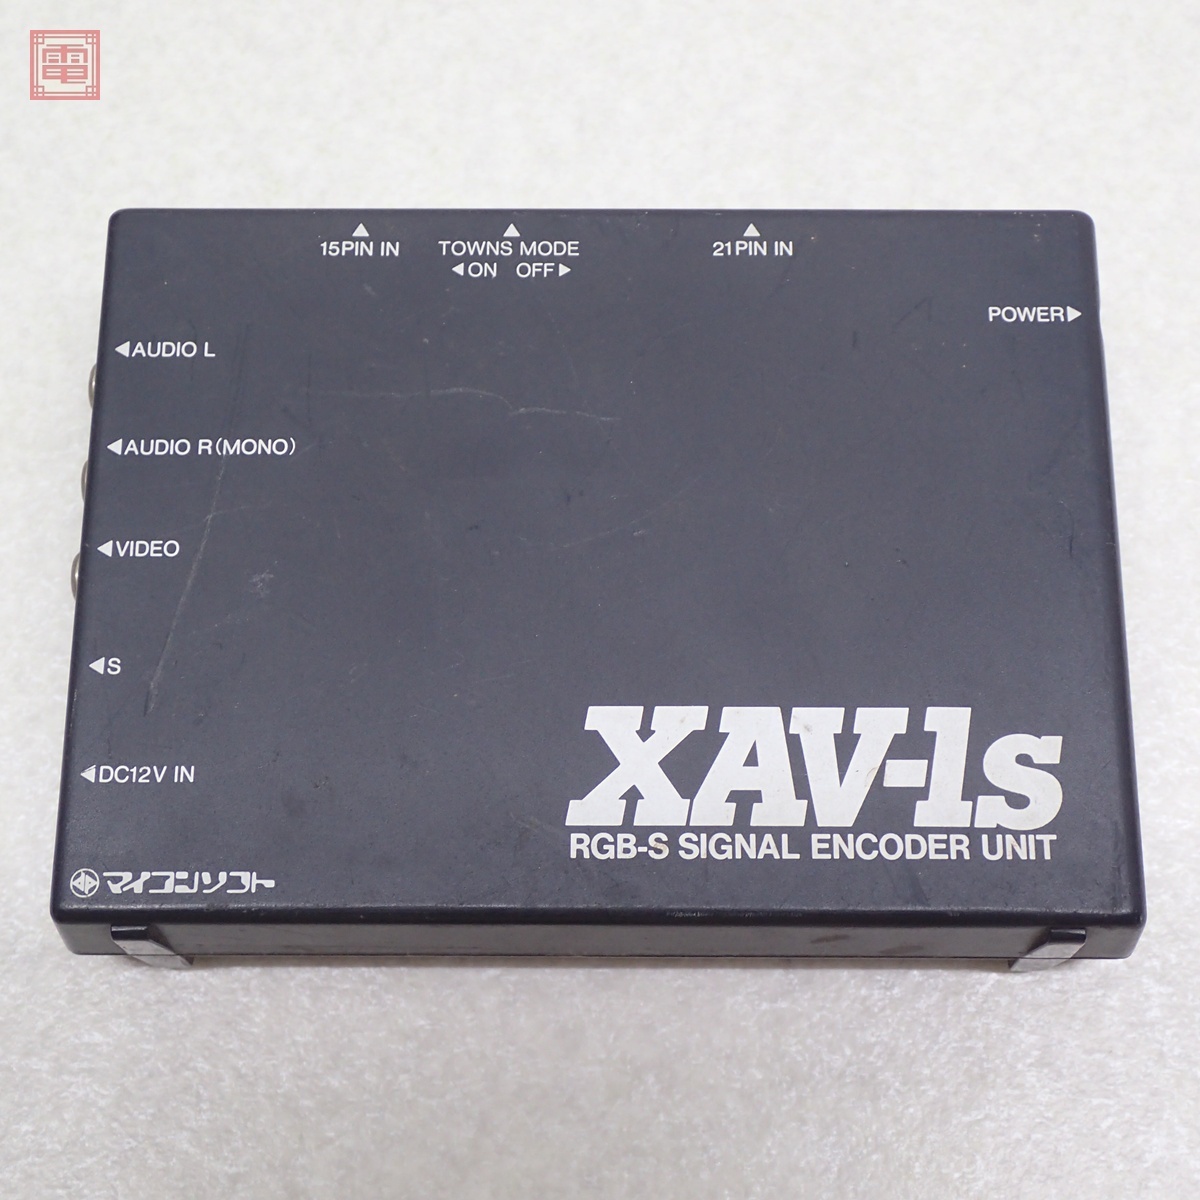 電
15PIN IN
TOWNS MODE
◀ON OFF▶
21PIN IN
POWER▶
◀AUDIO L
◀AUDIO R(MONO)
◀VIDEO
◀S
◀DC12V IN
XAV-1s
RGB-S SIGNAL ENCODER UNIT
マイコンソフト